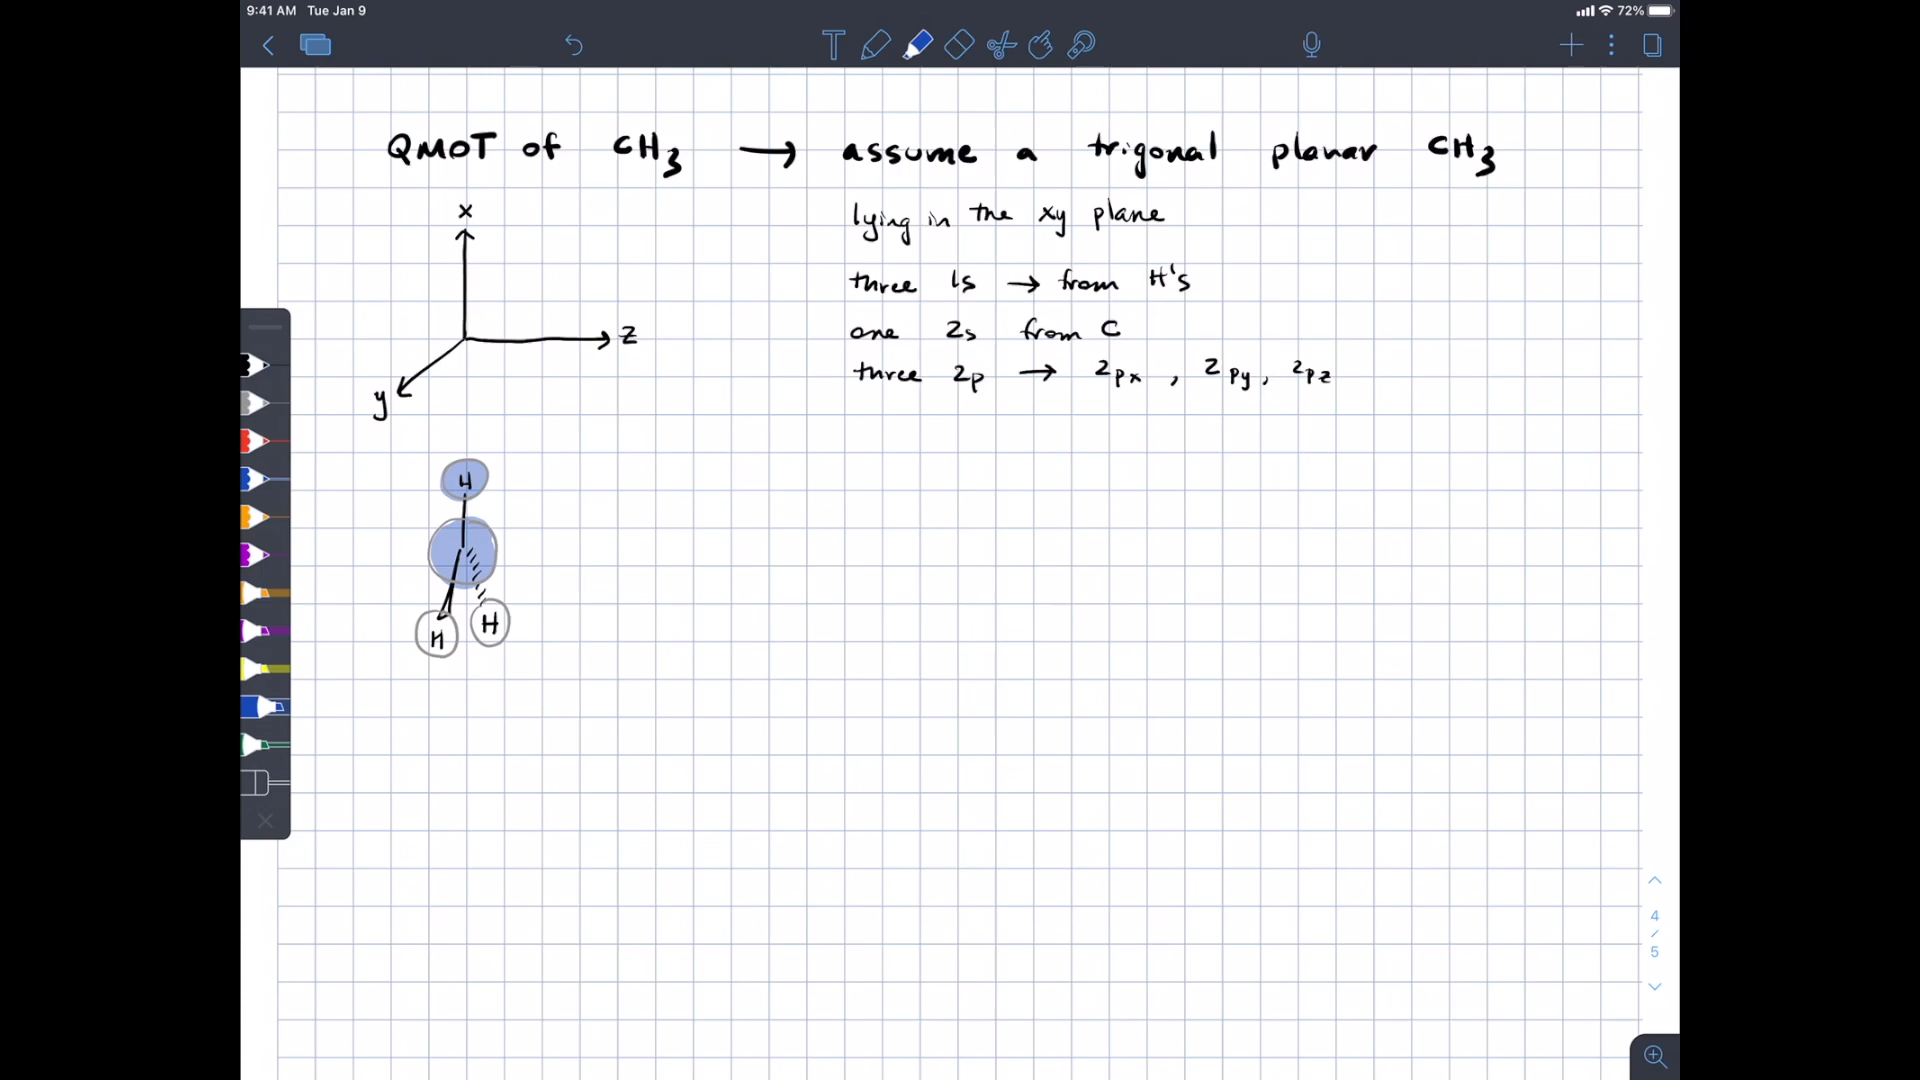 9:41 AM Tue Jan 9 72%
QMOT of CH3 → assume a trigonal planar CH3
x
lying in the xy plane
three 1s → from H's
z
one 2s from C
three 2p → 2px , 2py, 2pz
y
H
H H
4
/
5